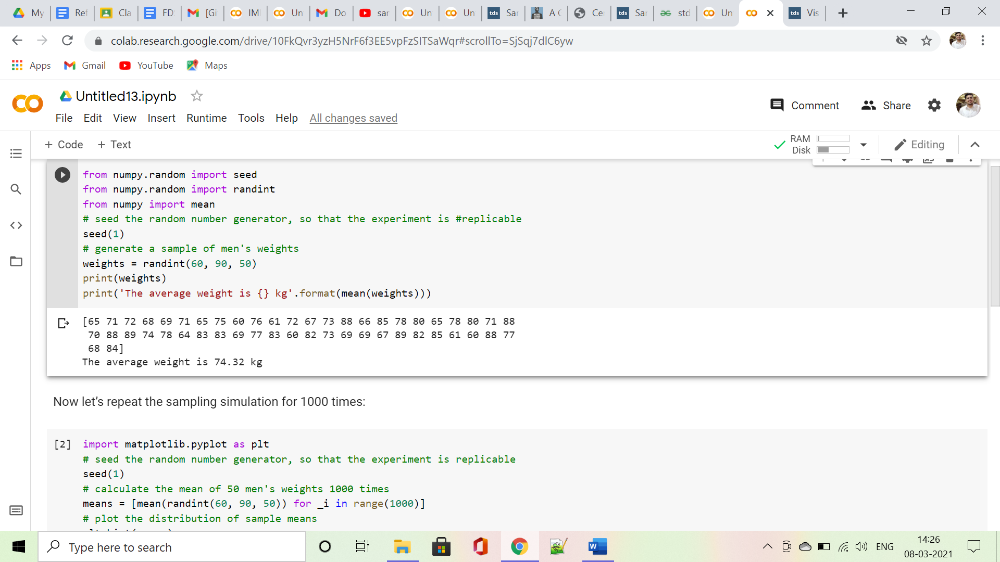 My
Ref
Cla
FD
[Gi
IM
Un
Do
sar
Un
Un
tds
Sar
A C
Cer
tds
Sar
std
Un
tds
Vis
colab.research.google.com/drive/10FkQvr3yzH5NrF6f3EE5vpFzSITSaWqr#scrollTo=SjSqj7dlC6yw
Apps Gmail YouTube Maps
Untitled13.ipynb
Comment Share
File Edit View Insert Runtime Tools Help All changes saved
+ Code + Text
RAM
Disk
Editing
from numpy.random import seed
from numpy.random import randint
from numpy import mean
# seed the random number generator, so that the experiment is #replicable
seed(1)
# generate a sample of men's weights
weights = randint(60, 90, 50)
print(weights)
print('The average weight is {} kg'.format(mean(weights)))
[65 71 72 68 69 71 65 75 60 76 61 72 67 73 88 66 85 78 80 65 78 80 71 88
70 88 89 74 78 64 83 83 69 77 83 60 82 73 69 69 67 89 82 85 61 60 88 77
68 84]
The average weight is 74.32 kg
Now let’s repeat the sampling simulation for 1000 times:
[2] import matplotlib.pyplot as plt
# seed the random number generator, so that the experiment is replicable
seed(1)
# calculate the mean of 50 men's weights 1000 times
means = [mean(randint(60, 90, 50)) for _i in range(1000)]
# plot the distribution of sample means
Type here to search
W
ENG
14:26
08-03-2021